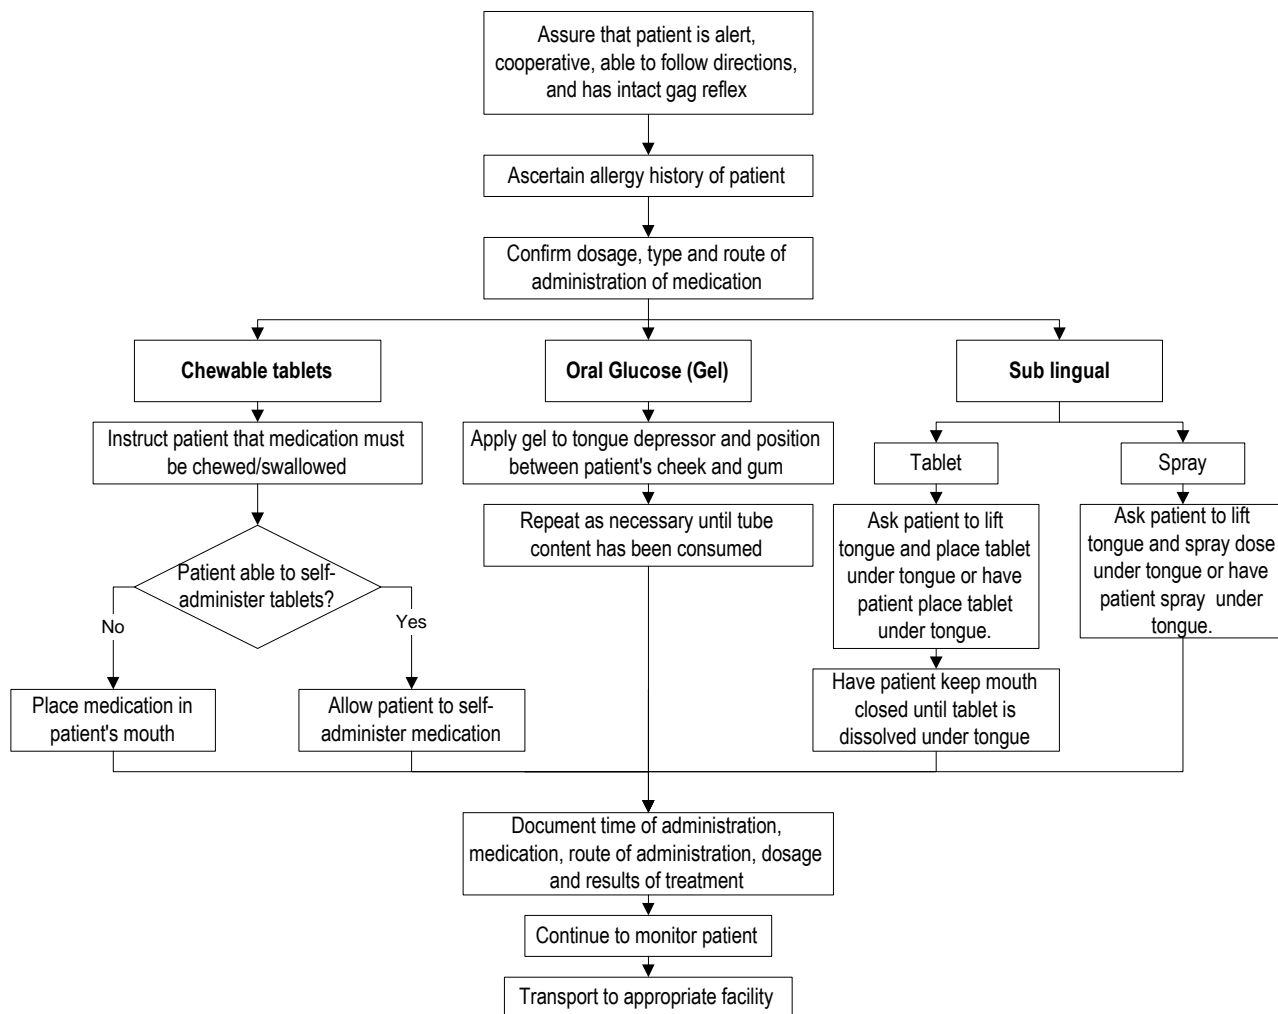 Assure that patient is alert,
cooperative, able to follow directions,
and has intact gag reflex
Ascertain allergy history of patient
Confirm dosage, type and route of
administration of medication
Chewable tablets
Instruct patient that medication must
be chewed/swallowed
Patient able to self-
administer tablets?
No
Yes
Place medication in
patient's mouth
Allow patient to self-
administer medication
Oral Glucose (Gel)
Apply gel to tongue depressor and position
between patient's cheek and gum
Repeat as necessary until tube
content has been consumed
Sub lingual
Tablet
Ask patient to lift
tongue and place tablet
under tongue or have
patient place tablet
under tongue.
Have patient keep mouth
closed until tablet is
dissolved under tongue
Spray
Ask patient to lift
tongue and spray dose
under tongue or have
patient spray  under
tongue.
Document time of administration,
medication, route of administration, dosage
and results of treatment
Continue to monitor patient
Transport to appropriate facility